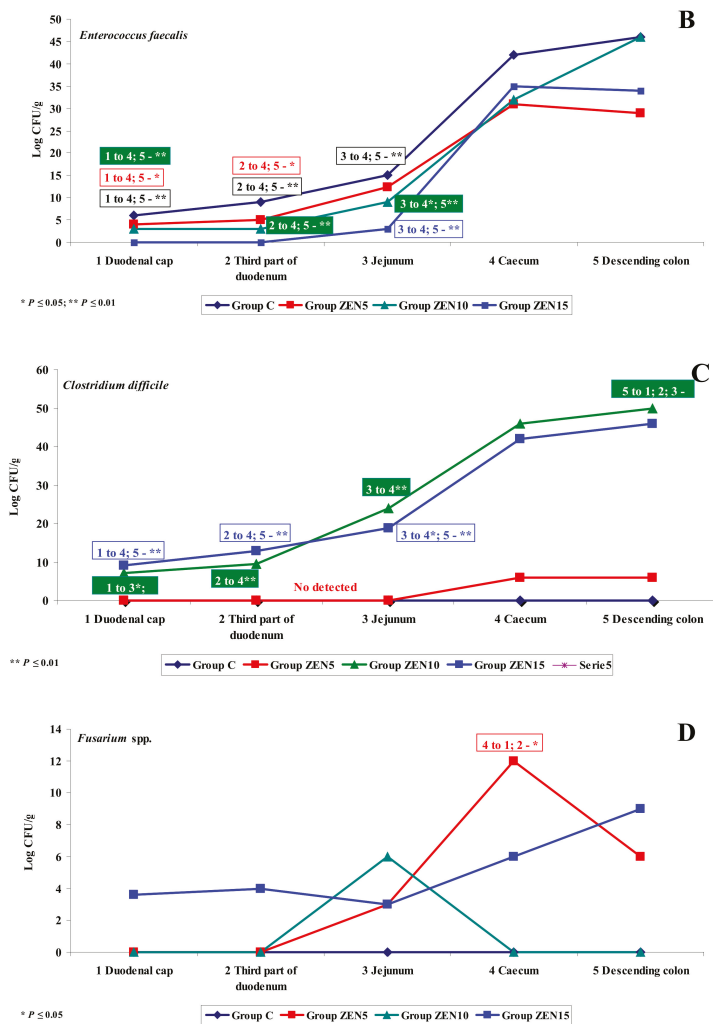 B
Enterococcus faecalis
50
45
40
35
30
25
20
15
10
5
0
Log CFU/g
1 to 4; 5 - **
1 to 4; 5 - *
1 to 4; 5 - **
2 to 4; 5 - *
2 to 4; 5 - **
2 to 4; 5 - **
3 to 4; 5 - **
3 to 4*; 5**
3 to 4; 5 - **
1 Duodenal cap
2 Third part of
duodenum
3 Jejunum
4 Caecum
5 Descending colon
* P ≤ 0.05; ** P ≤ 0.01
Group C Group ZEN5 Group ZEN10 Group ZEN15
C
Clostridium difficile
60
50
40
30
20
10
0
Log CFU/g
1 to 4; 5 - **
1 to 3*;
2 to 4; 5 - **
2 to 4**
3 to 4**
3 to 4*; 5 - **
5 to 1; 2; 3 -
No detected
1 Duodenal cap
2 Third part of
duodenum
3 Jejunum
4 Caecum
5 Descending colon
** P ≤ 0.01
Group C Group ZEN5 Group ZEN10 Group ZEN15 Serie5
D
Fusarium spp.
14
12
10
8
6
4
2
0
Log CFU/g
4 to 1; 2 - *
1 Duodenal cap
2 Third part of
duodenum
3 Jejunum
4 Caecum
5 Descending colon
* P ≤ 0.05
Group C Group ZEN5 Group ZEN10 Group ZEN15